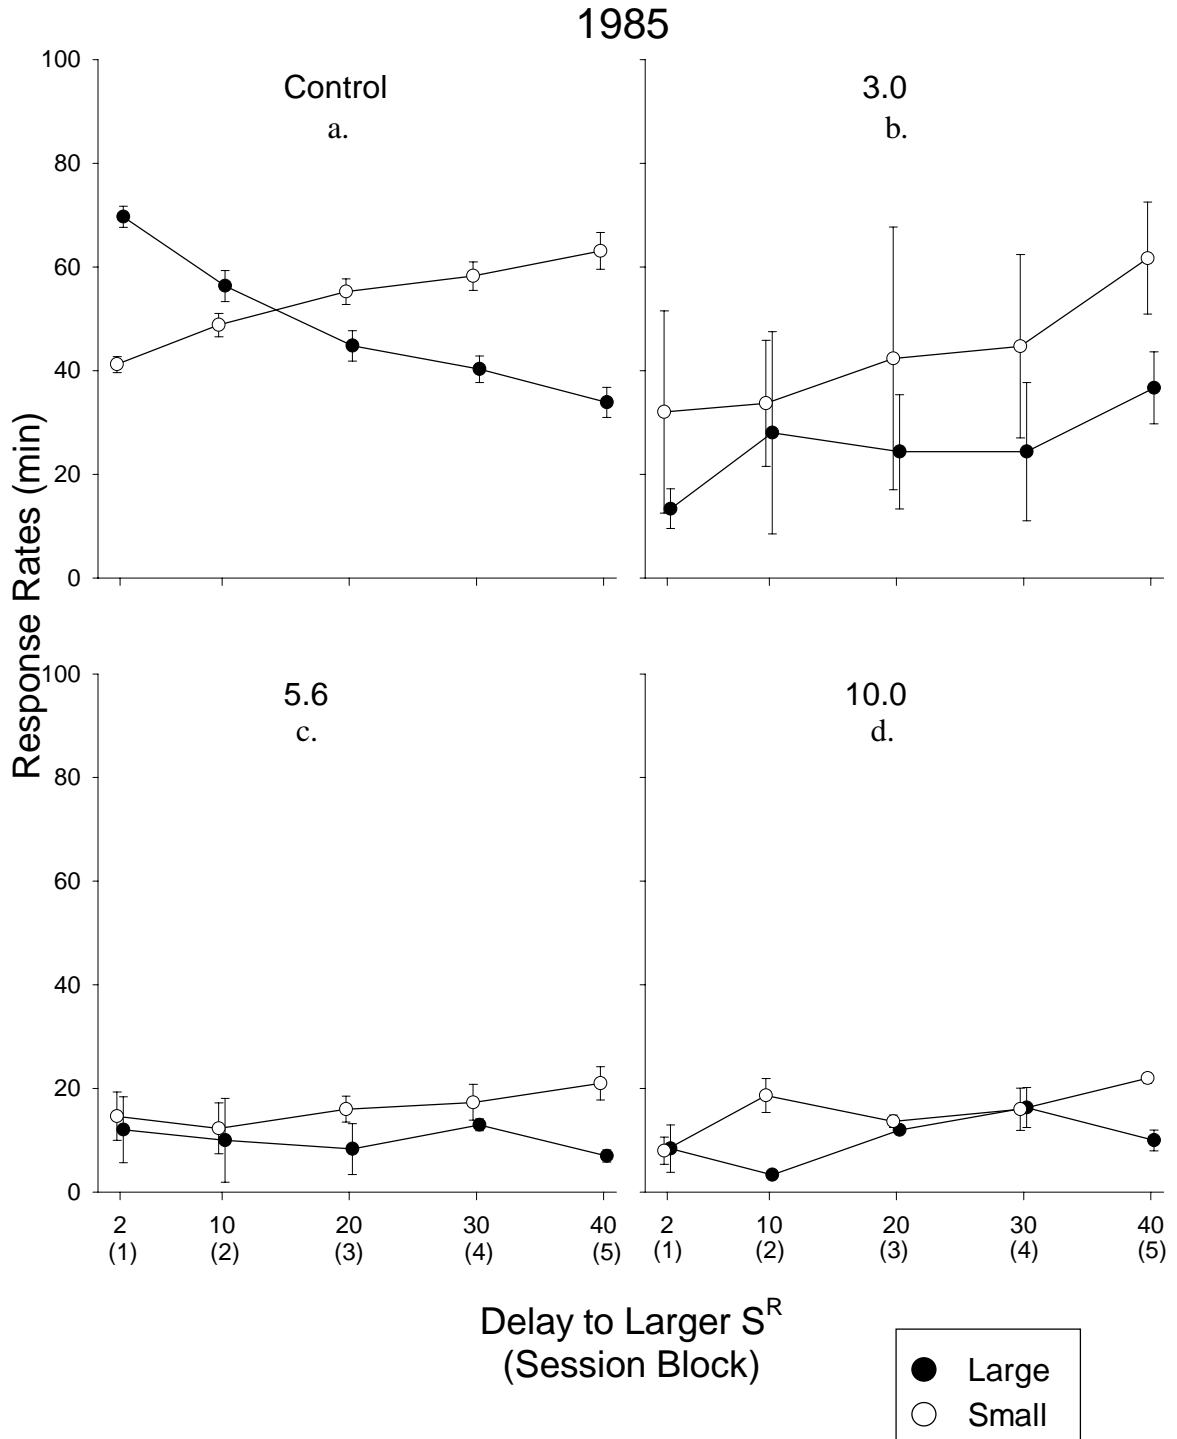 1985
Control
a.
3.0
b.
100
80
60
40
20
0
Response Rates (min)
5.6
c.
10.0
d.
100
80
60
40
20
0
2 10 20 30 40
(1) (2) (3) (4) (5)
2 10 20 30 40
(1) (2) (3) (4) (5)
Delay to Larger S^R
(Session Block)
Large
Small